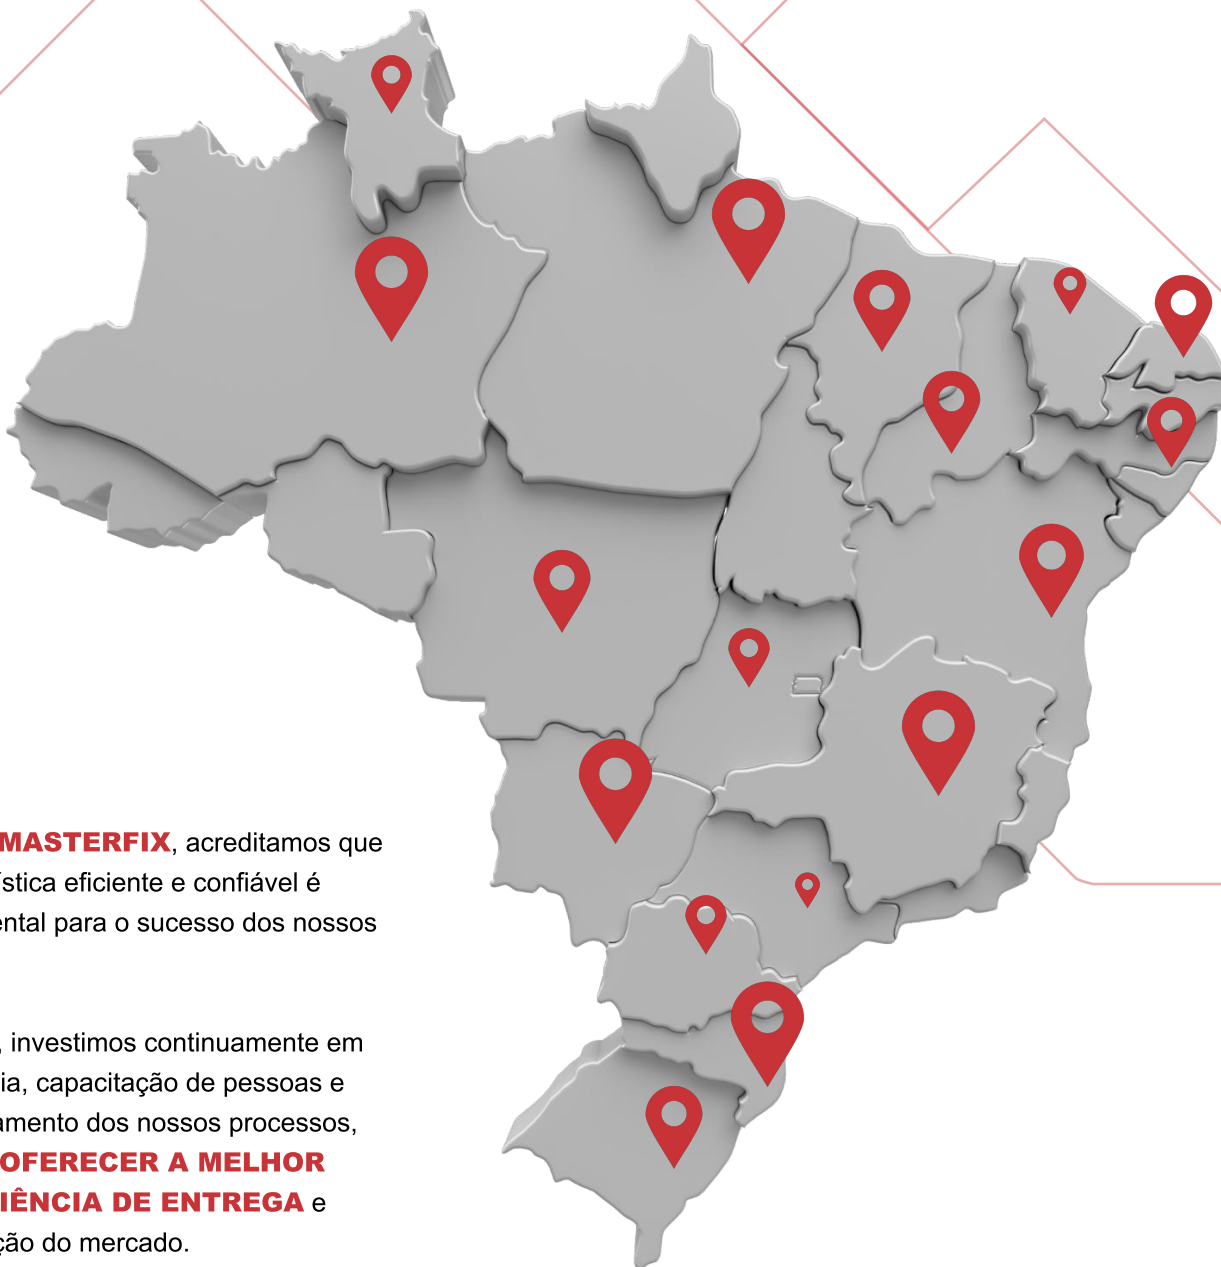 MASTERFIX, acreditamos que
ística eficiente e confiável é
ental para o sucesso dos nossos
, investimos continuamente em
ia, capacitação de pessoas e
amento dos nossos processos,
OFERECER A MELHOR
IÊNCIA DE ENTREGA e
ção do mercado.